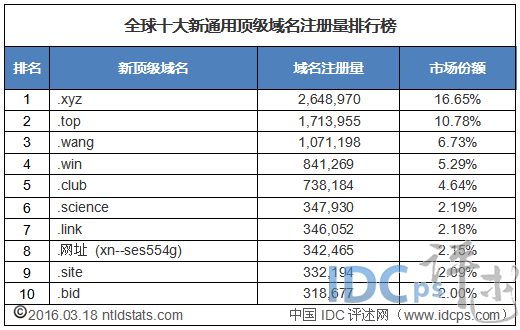 全球十大新通用顶级域名注册量排行榜
排名 新顶级域名 域名注册量 市场份额
1 .xyz 2,648,970 16.65%
2 .top 1,713,955 10.78%
3 .wang 1,071,198 6.73%
4 .win 841,269 5.29%
5 .club 738,184 4.64%
6 .science 347,930 2.19%
7 .link 346,052 2.18%
8 .网址 (xn--ses554g) 342,465 2.15%
9 .site 332,194 2.09%
10 .bid 318,677 2.00%
©2016.03.18 ntldstats.com 中国IDC评述网(www.idcps.com)
IDCps 评述